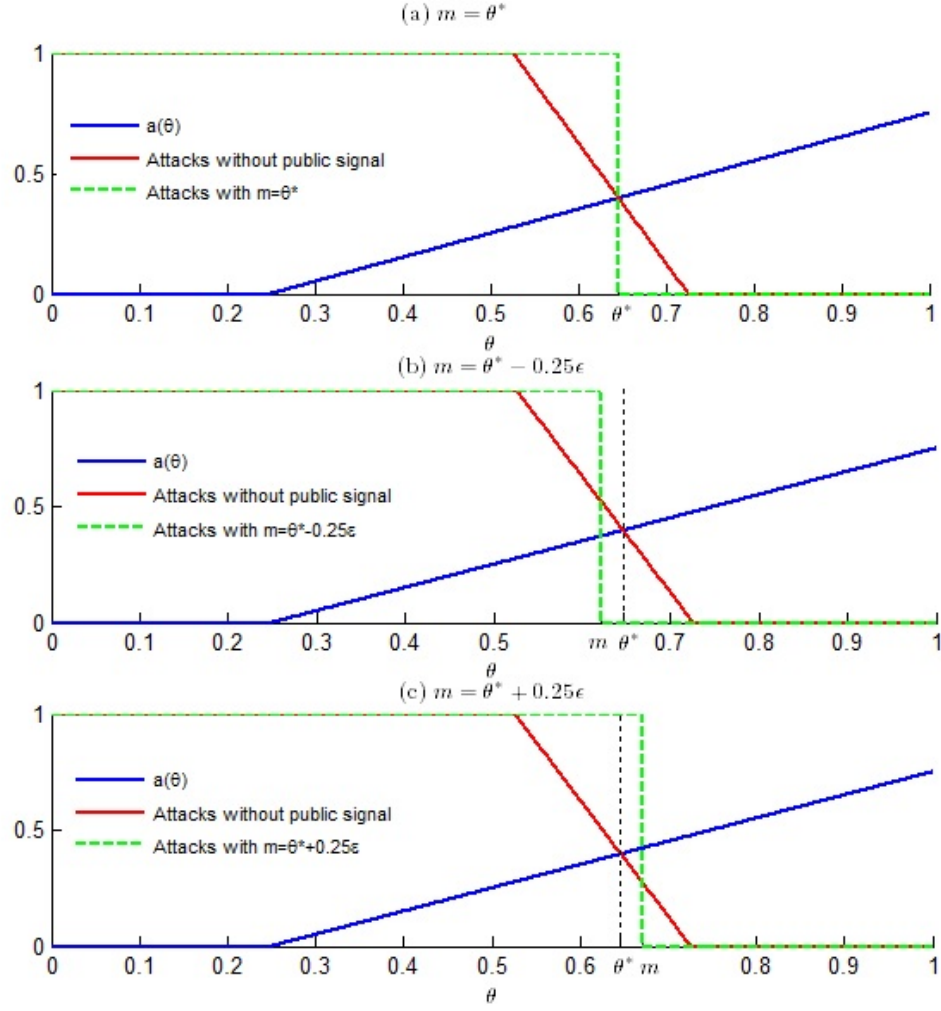 (a) m = θ*
1
a(θ)
Attacks without public signal
0.5
Attacks with m=θ*
0
0 0.1 0.2 0.3 0.4 0.5 0.6 θ* 0.7 0.8 0.9 1
θ
(b) m = θ* − 0.25ϵ
1
a(θ)
Attacks without public signal
0.5
Attacks with m=θ*-0.25ε
0
0 0.1 0.2 0.3 0.4 0.5 m θ* 0.7 0.8 0.9 1
θ
(c) m = θ* + 0.25ϵ
1
a(θ)
Attacks without public signal
0.5
Attacks with m=θ*+0.25ε
0
0 0.1 0.2 0.3 0.4 0.5 0.6 θ* m 0.7 0.8 0.9 1
θ